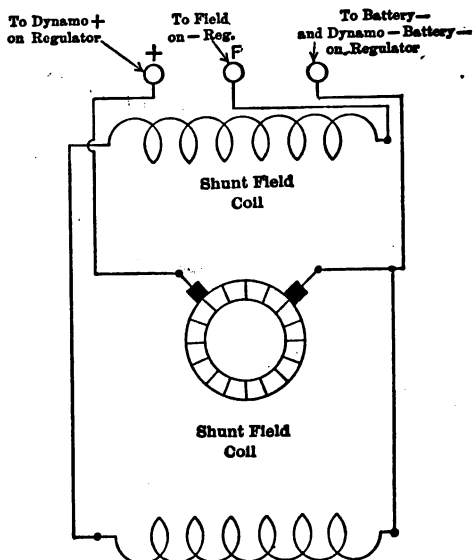 To Dynamo +
on Regulator
To Field
on — Reg.
To Battery —
and Dynamo — Battery —
on Regulator
+
F
Shunt Field
Coil
Shunt Field
Coil